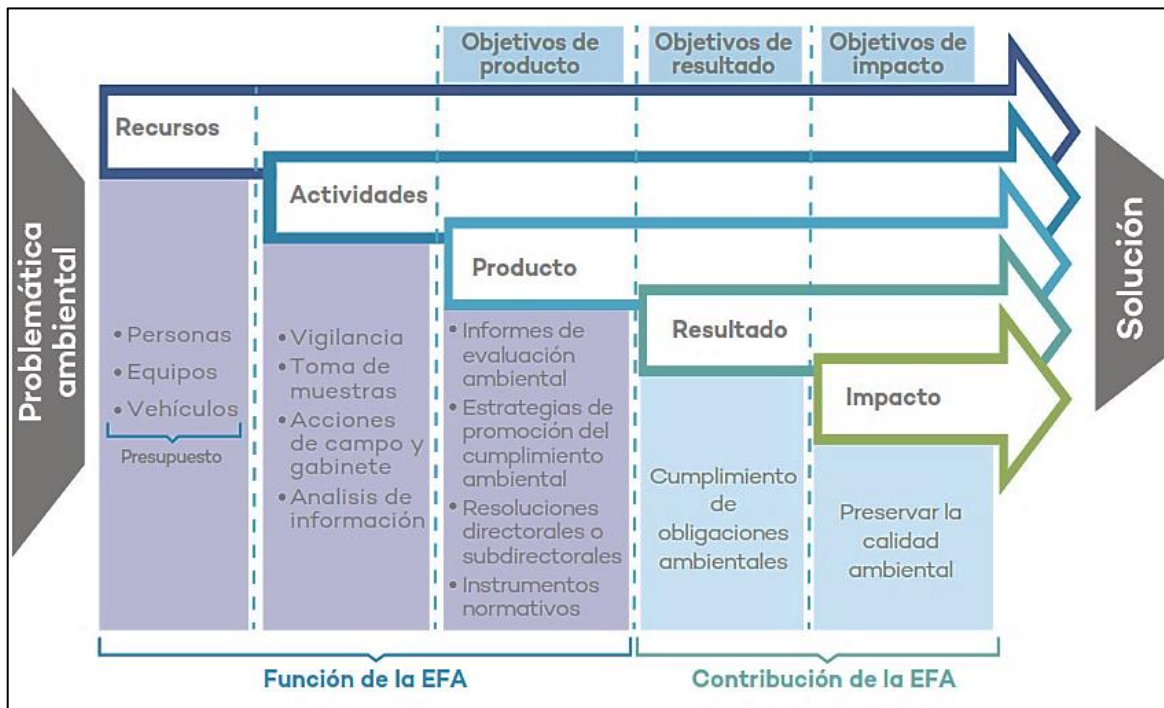 Objetivos de
producto
Objetivos de
resultado
Objetivos de
impacto
Problemática
ambiental
Recursos
• Personas
• Equipos
• Vehículos
Presupuesto
Actividades
• Vigilancia
• Toma de
muestras
• Acciones
de campo y
gabinete
• Analisis de
información
Producto
• Informes de
evaluación
ambiental
• Estrategias de
promoción del
cumplimiento
ambiental
• Resoluciones
directorales o
subdirectorales
• Instrumentos
normativos
Resultado
Cumplimiento
de
obligaciones
ambientales
Impacto
Preservar la
calidad
ambiental
Solución
Función de la EFA
Contribución de la EFA